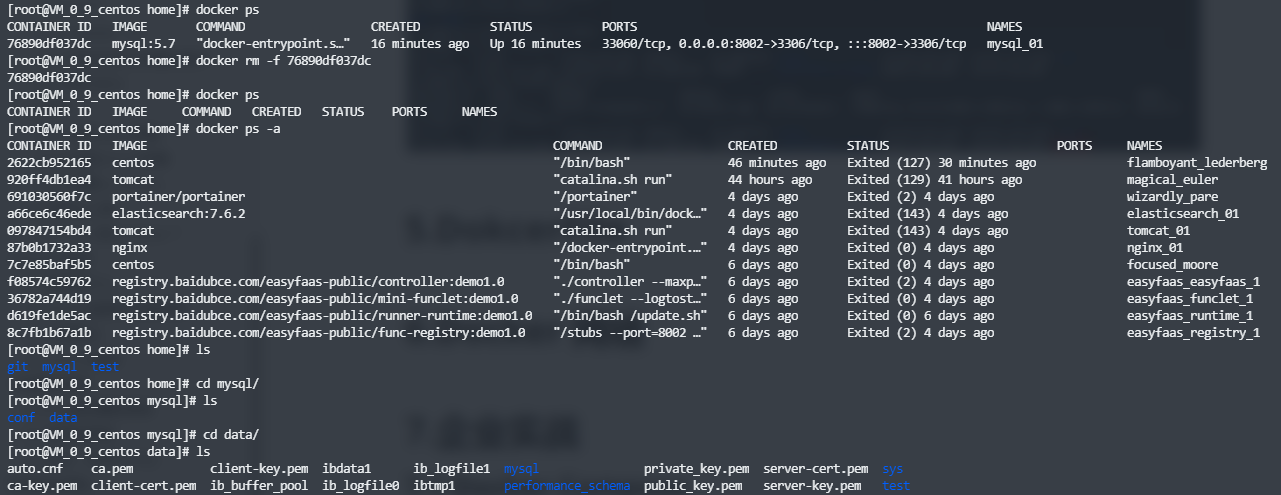 [root@VM_0_9_centos home]# docker ps
CONTAINER ID   IMAGE       COMMAND                  CREATED          STATUS          PORTS                                                  NAMES
76890df037dc   mysql:5.7   "docker-entrypoint.s…"   16 minutes ago   Up 16 minutes   33060/tcp, 0.0.0.0:8002->3306/tcp, :::8002->3306/tcp   mysql_01
[root@VM_0_9_centos home]# docker rm -f 76890df037dc
76890df037dc
[root@VM_0_9_centos home]# docker ps
CONTAINER ID   IMAGE     COMMAND   CREATED   STATUS    PORTS     NAMES
[root@VM_0_9_centos home]# docker ps -a
CONTAINER ID   IMAGE                                                          COMMAND                  CREATED          STATUS                        PORTS     NAMES
2622cb952165   centos                                                         "/bin/bash"              46 minutes ago   Exited (127) 30 minutes ago             flamboyant_lederberg
920ff4db1ea4   tomcat                                                         "catalina.sh run"        44 hours ago     Exited (129) 41 hours ago               magical_euler
691030560f7c   portainer/portainer                                            "/portainer"             4 days ago       Exited (2) 4 days ago                   wizardly_pare
a66ce6c46ede   elasticsearch:7.6.2                                            "/usr/local/bin/dock…"   4 days ago       Exited (143) 4 days ago                 elasticsearch_01
097847154bd4   tomcat                                                         "catalina.sh run"        4 days ago       Exited (143) 4 days ago                 tomcat_01
87b0b1732a33   nginx                                                          "/docker-entrypoint.…"   4 days ago       Exited (0) 4 days ago                   nginx_01
7c7e85baf5b5   centos                                                         "/bin/bash"              6 days ago       Exited (0) 4 days ago                   focused_moore
f08574c59762   registry.baidubce.com/easyfaas-public/controller:demo1.0       "./controller --maxp…"   6 days ago       Exited (2) 4 days ago                   easyfaas_easyfaas_1
36782a744d19   registry.baidubce.com/easyfaas-public/mini-funclet:demo1.0     "./funclet --logtost…"   6 days ago       Exited (0) 4 days ago                   easyfaas_funclet_1
d619fe1de5ac   registry.baidubce.com/easyfaas-public/runner-runtime:demo1.0   "/bin/bash /update.sh"   6 days ago       Exited (0) 6 days ago                   easyfaas_runtime_1
8c7fb1b67a1b   registry.baidubce.com/easyfaas-public/func-registry:demo1.0    "/stubs --port=8002 …"   6 days ago       Exited (2) 4 days ago                   easyfaas_registry_1
[root@VM_0_9_centos home]# ls
git  mysql  test
[root@VM_0_9_centos home]# cd mysql/
[root@VM_0_9_centos mysql]# ls
conf  data
[root@VM_0_9_centos mysql]# cd data/
[root@VM_0_9_centos data]# ls
auto.cnf    ca.pem           client-key.pem  ibdata1      ib_logfile1  mysql               private_key.pem  server-cert.pem  sys
ca-key.pem  client-cert.pem  ib_buffer_pool  ib_logfile0  ibtmp1       performance_schema  public_key.pem   server-key.pem   test